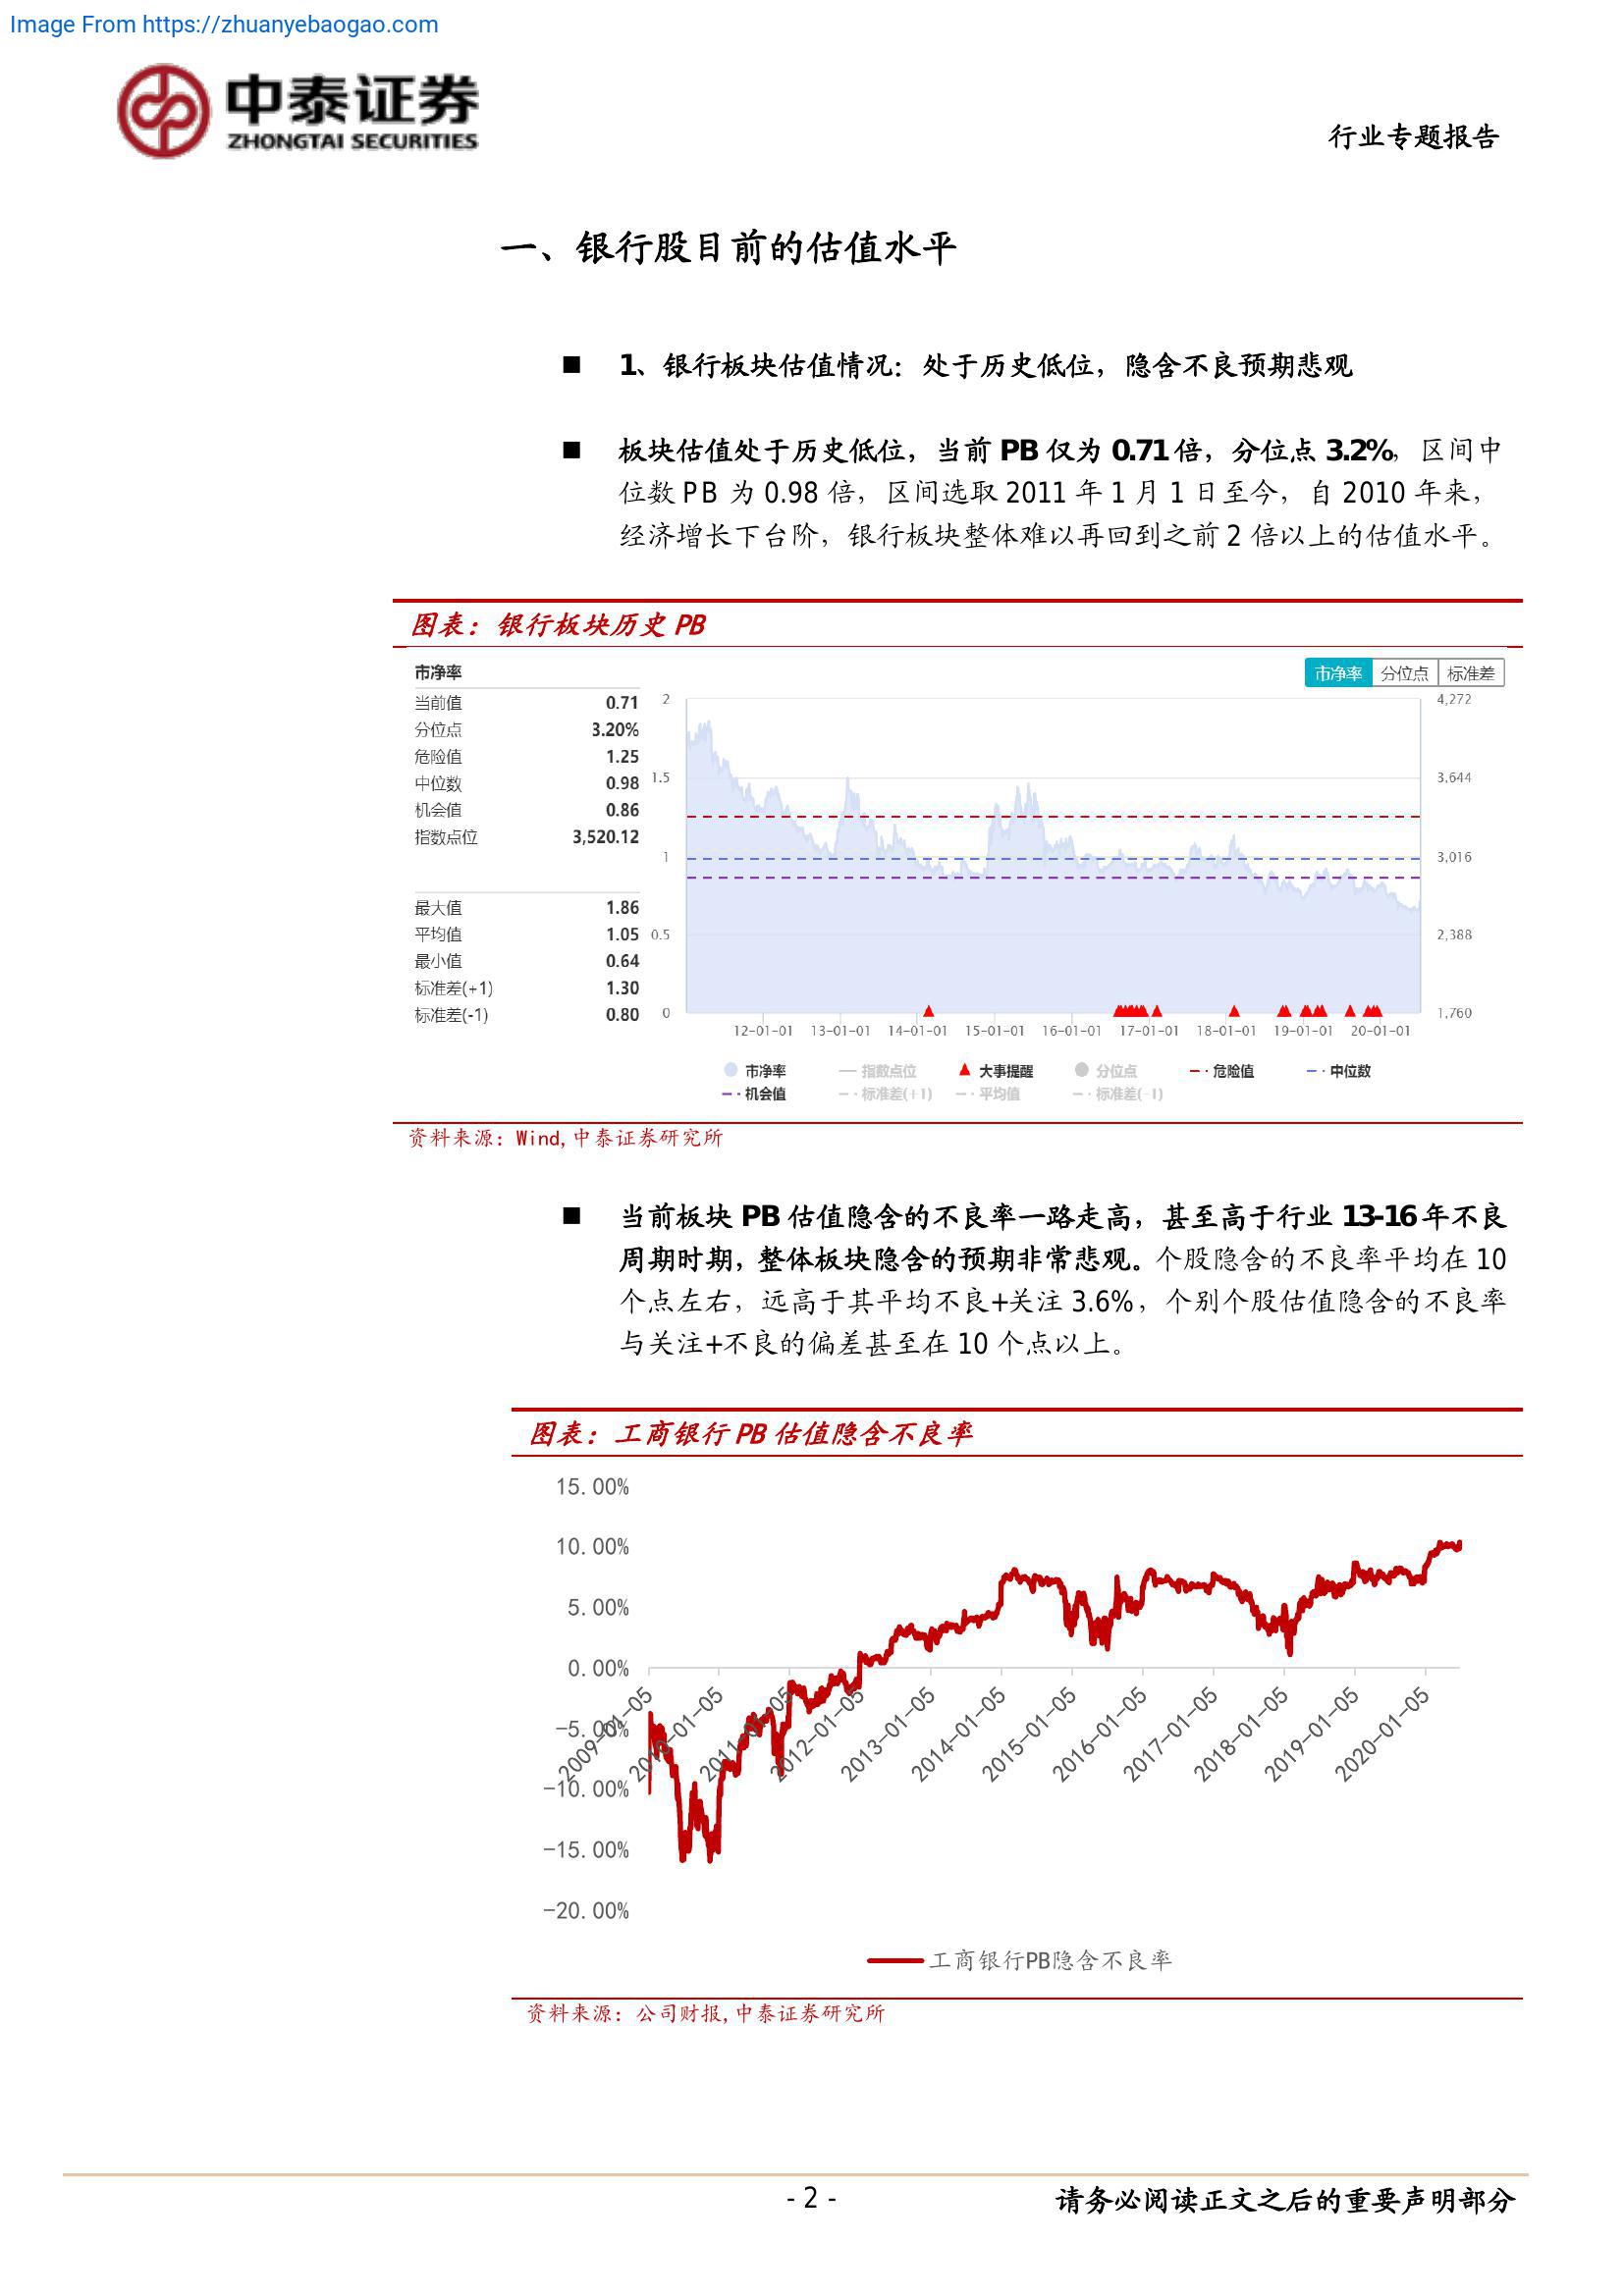 Image From https://zhuanyebaogao.com
中泰证券
ZHONGTAI SECURITIES
行业专题报告
一、银行股目前的估值水平
■ 1、银行板块估值情况：处于历史低位，隐含不良预期悲观
■ 板块估值处于历史低位，当前 PB 仅为 0.71 倍，分位点 3.2%，区间中
位数 PB 为 0.98 倍，区间选取 2011 年 1 月 1 日至今，自 2010 年来，
经济增长下台阶，银行板块整体难以再回到之前 2 倍以上的估值水平。
图表：银行板块历史 PB
市净率
当前值 0.71
分位点 3.20%
危险值 1.25
中位数 0.98
机会值 0.86
指数点位 3,520.12
最大值 1.86
平均值 1.05
最小值 0.64
标准差(+1) 1.30
标准差(-1) 0.80
市净率 分位点 标准差
2 4,272
1.5 3,644
1 3,016
0.5 2,388
0 1,760
12-01-01 13-01-01 14-01-01 15-01-01 16-01-01 17-01-01 18-01-01 19-01-01 20-01-01
市净率 指数点位 大事提醒 分位点 危险值 中位数
机会值 标准差(+1) 平均值 标准差(-1)
资料来源：Wind,中泰证券研究所
■ 当前板块 PB 估值隐含的不良率一路走高，甚至高于行业 13-16 年不良
周期时期，整体板块隐含的预期非常悲观。个股隐含的不良率平均在 10
个点左右，远高于其平均不良+关注 3.6%，个别个股估值隐含的不良率
与关注+不良的偏差甚至在 10 个点以上。
图表：工商银行 PB 估值隐含不良率
15.00%
10.00%
5.00%
0.00%
-5.00%
-10.00%
-15.00%
-20.00%
2009-01-05 2010-01-05 2011-01-05 2012-01-05 2013-01-05 2014-01-05 2015-01-05 2016-01-05 2017-01-05 2018-01-05 2019-01-05 2020-01-05
工商银行PB隐含不良率
资料来源：公司财报,中泰证券研究所
- 2 -
请务必阅读正文之后的重要声明部分